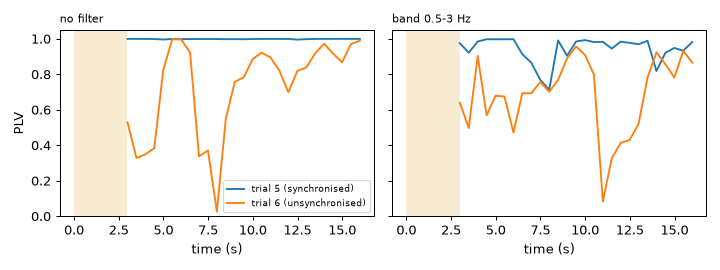 no filter
band 0.5-3 Hz
PLV
1.0
0.8
0.6
0.4
0.2
0.0
trial 5 (synchronised)
trial 6 (unsynchronised)
0.0 2.5 5.0 7.5 10.0 12.5 15.0
0.0 2.5 5.0 7.5 10.0 12.5 15.0
time (s)
time (s)